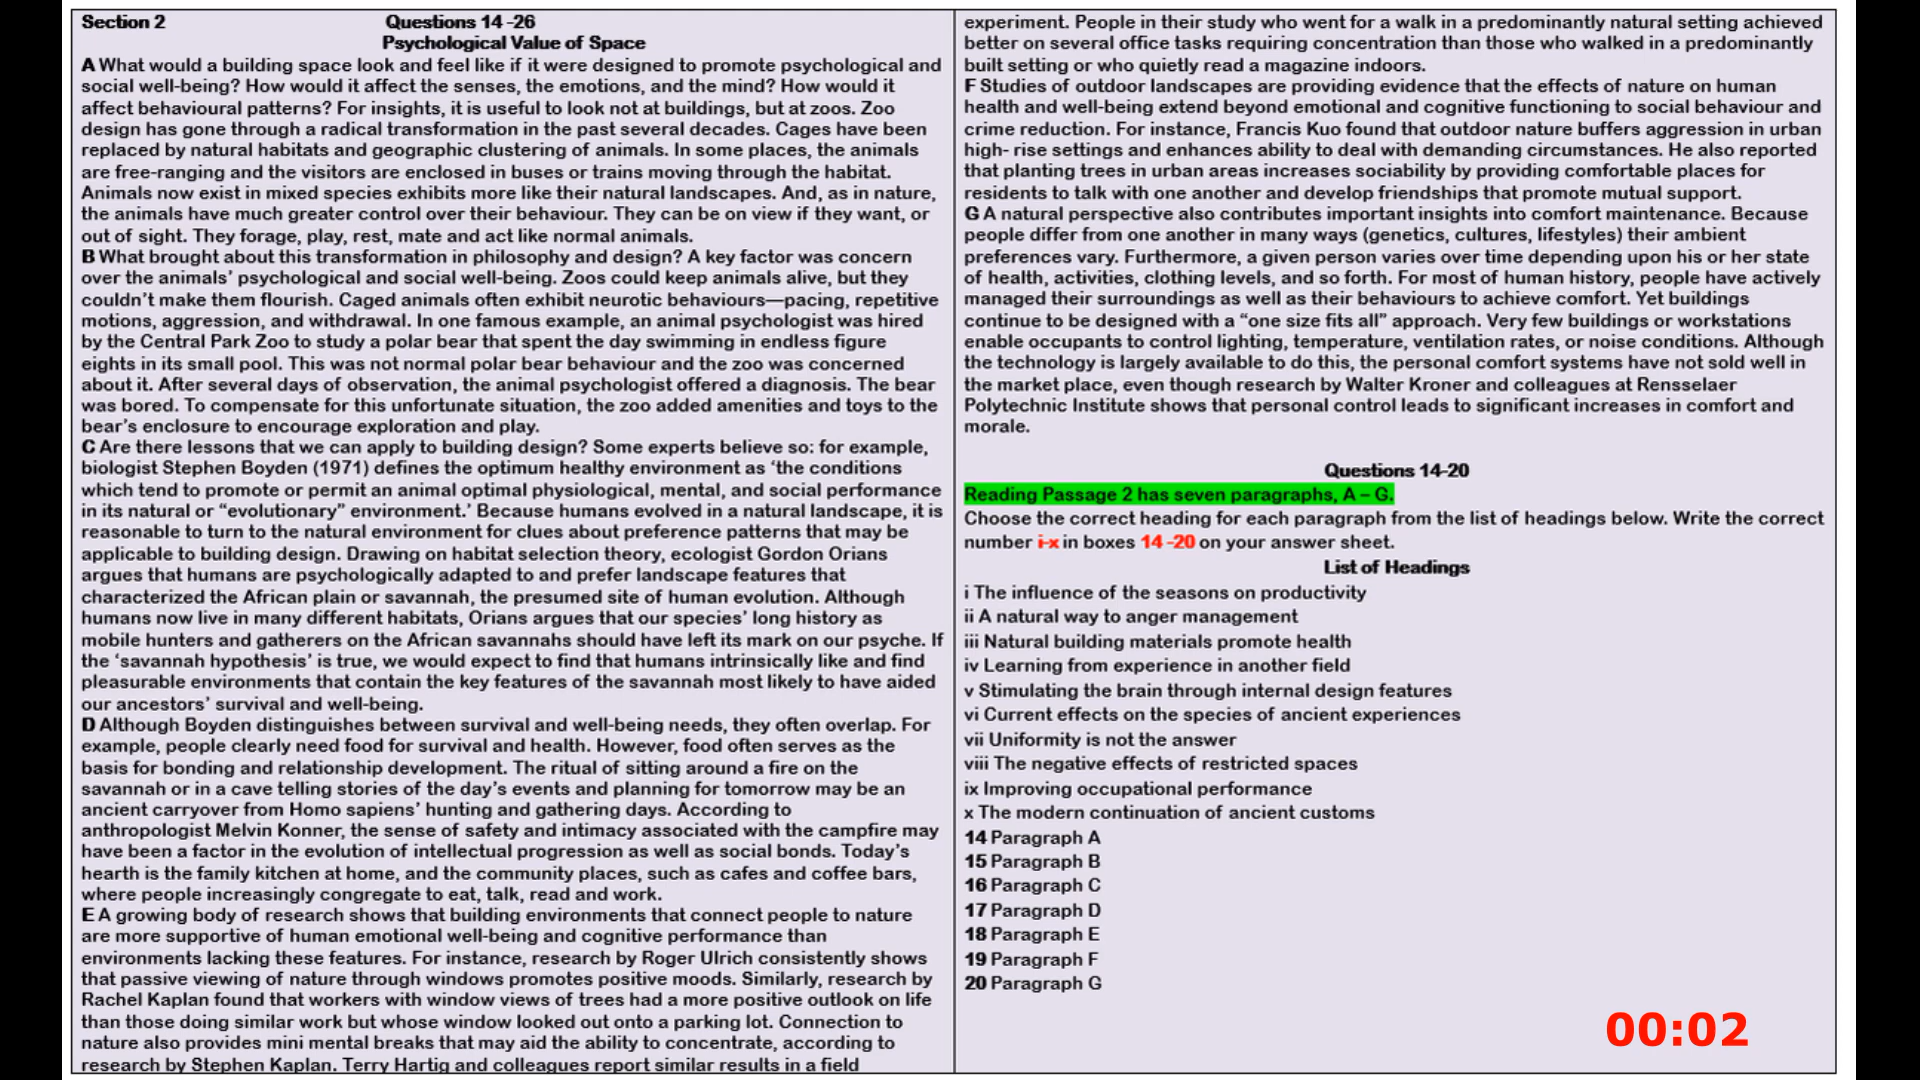 Section 2 Questions 14 -26
Psychological Value of Space
A What would a building space look and feel like if it were designed to promote psychological and
social well-being? How would it affect the senses, the emotions, and the mind? How would it
affect behavioural patterns? For insights, it is useful to look not at buildings, but at zoos. Zoo
design has gone through a radical transformation in the past several decades. Cages have been
replaced by natural habitats and geographic clustering of animals. In some places, the animals
are free-ranging and the visitors are enclosed in buses or trains moving through the habitat.
Animals now exist in mixed species exhibits more like their natural landscapes. And, as in nature,
the animals have much greater control over their behaviour. They can be on view if they want, or
out of sight. They forage, play, rest, mate and act like normal animals.
B What brought about this transformation in philosophy and design? A key factor was concern
over the animals’ psychological and social well-being. Zoos could keep animals alive, but they
couldn’t make them flourish. Caged animals often exhibit neurotic behaviours—pacing, repetitive
motions, aggression, and withdrawal. In one famous example, an animal psychologist was hired
by the Central Park Zoo to study a polar bear that spent the day swimming in endless figure
eights in its small pool. This was not normal polar bear behaviour and the zoo was concerned
about it. After several days of observation, the animal psychologist offered a diagnosis. The bear
was bored. To compensate for this unfortunate situation, the zoo added amenities and toys to the
bear’s enclosure to encourage exploration and play.
C Are there lessons that we can apply to building design? Some experts believe so: for example,
biologist Stephen Boyden (1971) defines the optimum healthy environment as ‘the conditions
which tend to promote or permit an animal optimal physiological, mental, and social performance
in its natural or “evolutionary” environment.’ Because humans evolved in a natural landscape, it is
reasonable to turn to the natural environment for clues about preference patterns that may be
applicable to building design. Drawing on habitat selection theory, ecologist Gordon Orians
argues that humans are psychologically adapted to and prefer landscape features that
characterized the African plain or savannah, the presumed site of human evolution. Although
humans now live in many different habitats, Orians argues that our species’ long history as
mobile hunters and gatherers on the African savannahs should have left its mark on our psyche. If
the ‘savannah hypothesis’ is true, we would expect to find that humans intrinsically like and find
pleasurable environments that contain the key features of the savannah most likely to have aided
our ancestors’ survival and well-being.
D Although Boyden distinguishes between survival and well-being needs, they often overlap. For
example, people clearly need food for survival and health. However, food often serves as the
basis for bonding and relationship development. The ritual of sitting around a fire on the
savannah or in a cave telling stories of the day’s events and planning for tomorrow may be an
ancient carryover from Homo sapiens’ hunting and gathering days. According to
anthropologist Melvin Konner, the sense of safety and intimacy associated with the campfire may
have been a factor in the evolution of intellectual progression as well as social bonds. Today’s
hearth is the family kitchen at home, and the community places, such as cafes and coffee bars,
where people increasingly congregate to eat, talk, read and work.
E A growing body of research shows that building environments that connect people to nature
are more supportive of human emotional well-being and cognitive performance than
environments lacking these features. For instance, research by Roger Ulrich consistently shows
that passive viewing of nature through windows promotes positive moods. Similarly, research by
Rachel Kaplan found that workers with window views of trees had a more positive outlook on life
than those doing similar work but whose window looked out onto a parking lot. Connection to
nature also provides mini mental breaks that may aid the ability to concentrate, according to
research by Stephen Kaplan. Terry Hartig and colleagues report similar results in a field
experiment. People in their study who went for a walk in a predominantly natural setting achieved
better on several office tasks requiring concentration than those who walked in a predominantly
built setting or who quietly read a magazine indoors.
F Studies of outdoor landscapes are providing evidence that the effects of nature on human
health and well-being extend beyond emotional and cognitive functioning to social behaviour and
crime reduction. For instance, Francis Kuo found that outdoor nature buffers aggression in urban
high- rise settings and enhances ability to deal with demanding circumstances. He also reported
that planting trees in urban areas increases sociability by providing comfortable places for
residents to talk with one another and develop friendships that promote mutual support.
G A natural perspective also contributes important insights into comfort maintenance. Because
people differ from one another in many ways (genetics, cultures, lifestyles) their ambient
preferences vary. Furthermore, a given person varies over time depending upon his or her state
of health, activities, clothing levels, and so forth. For most of human history, people have actively
managed their surroundings as well as their behaviours to achieve comfort. Yet buildings
continue to be designed with a “one size fits all” approach. Very few buildings or workstations
enable occupants to control lighting, temperature, ventilation rates, or noise conditions. Although
the technology is largely available to do this, the personal comfort systems have not sold well in
the market place, even though research by Walter Kroner and colleagues at Rensselaer
Polytechnic Institute shows that personal control leads to significant increases in comfort and
morale.
Questions 14-20
Reading Passage 2 has seven paragraphs, A – G.
Choose the correct heading for each paragraph from the list of headings below. Write the correct
number i-x in boxes 14 -20 on your answer sheet.
List of Headings
i The influence of the seasons on productivity
ii A natural way to anger management
iii Natural building materials promote health
iv Learning from experience in another field
v Stimulating the brain through internal design features
vi Current effects on the species of ancient experiences
vii Uniformity is not the answer
viii The negative effects of restricted spaces
ix Improving occupational performance
x The modern continuation of ancient customs
14 Paragraph A
15 Paragraph B
16 Paragraph C
17 Paragraph D
18 Paragraph E
19 Paragraph F
20 Paragraph G
00:02